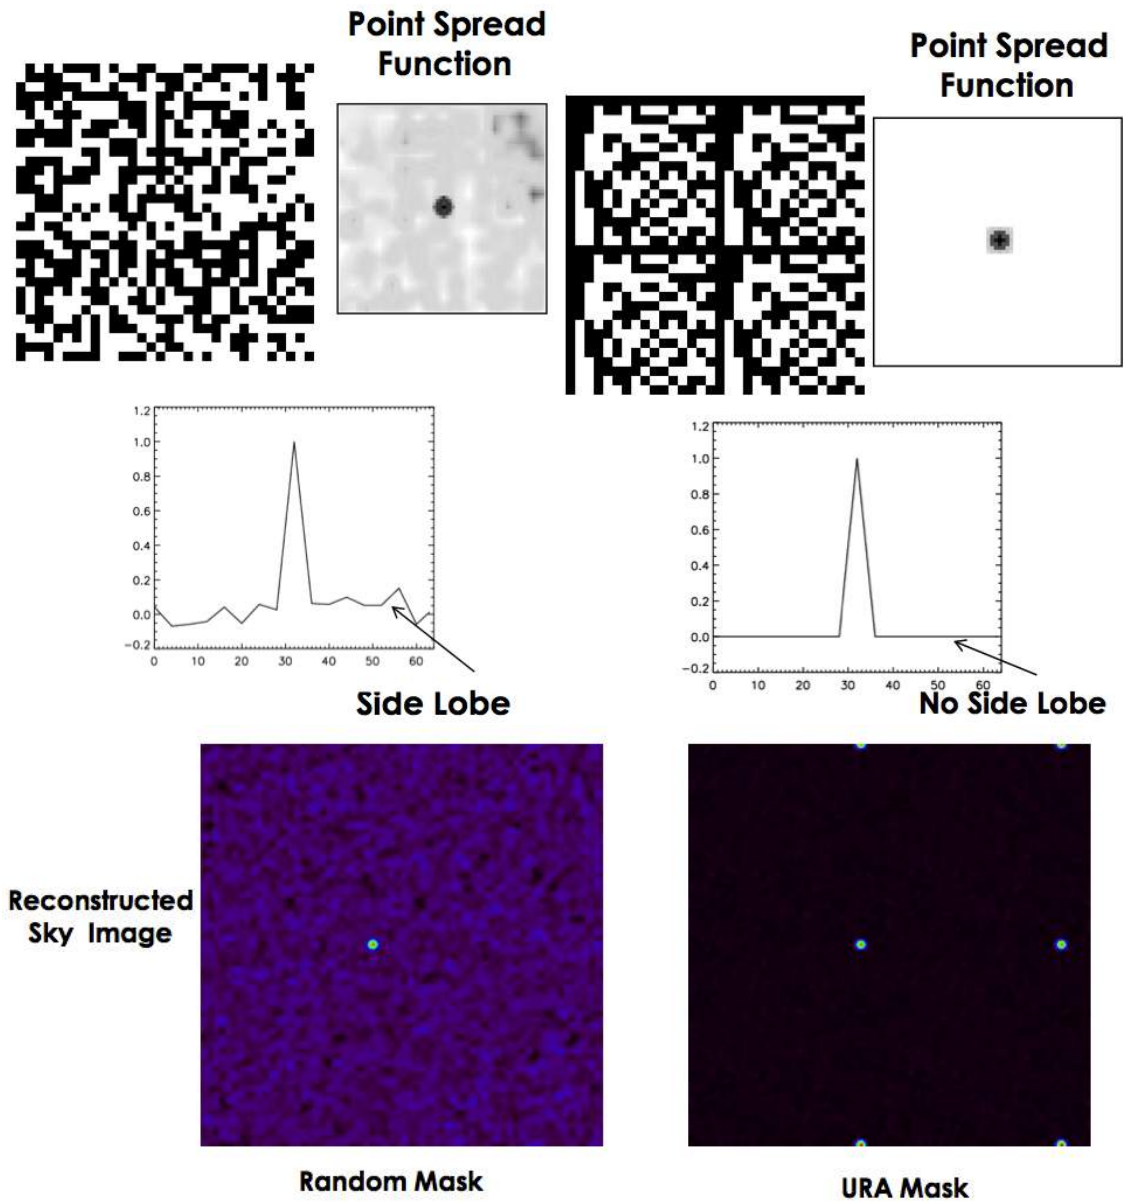 Point Spread
Function
Point Spread
Function
1.2
1.0
0.8
0.6
0.4
0.2
0.0
−0.2
0 10 20 30 40 50 60
Side Lobe
1.2
1.0
0.8
0.6
0.4
0.2
0.0
−0.2
0 10 20 30 40 50 60
No Side Lobe
Reconstructed
Sky Image
Random Mask
URA Mask